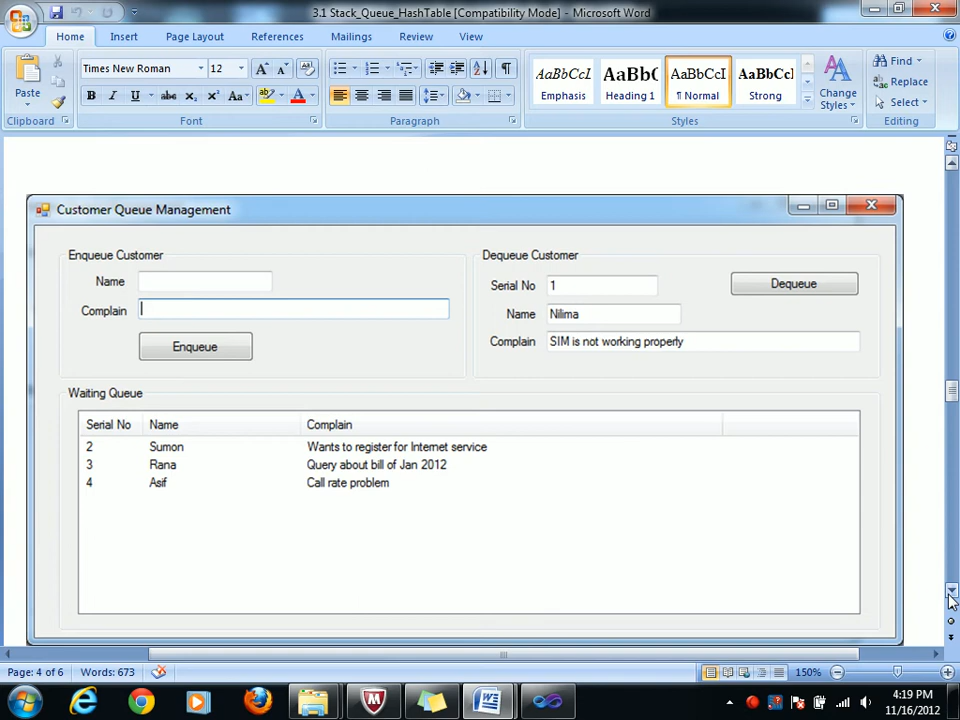 3.1 Stack_Queue_HashTable [Compatibility Mode] - Microsoft Word
Home Insert Page Layout References Mailings Review View
Paste
Clipboard
Times New Roman 12
B I U abc X₂ X² Aa
Font
Paragraph
AaBbCcI AaBbC AaBbCcI AaBbCcI
Emphasis Heading 1 ¶ Normal Strong
Change Styles
Styles
Find
Replace
Select
Editing
Customer Queue Management
Enqueue Customer
Name
Complain
Enqueue
Dequeue Customer
Serial No 1
Dequeue
Name Nilima
Complain SIM is not working properly
Waiting Queue
Serial No Name Complain
2 Sumon Wants to register for Internet service
3 Rana Query about bill of Jan 2012
4 Asif Call rate problem
Page: 4 of 6 Words: 673 150%
4:19 PM
11/16/2012